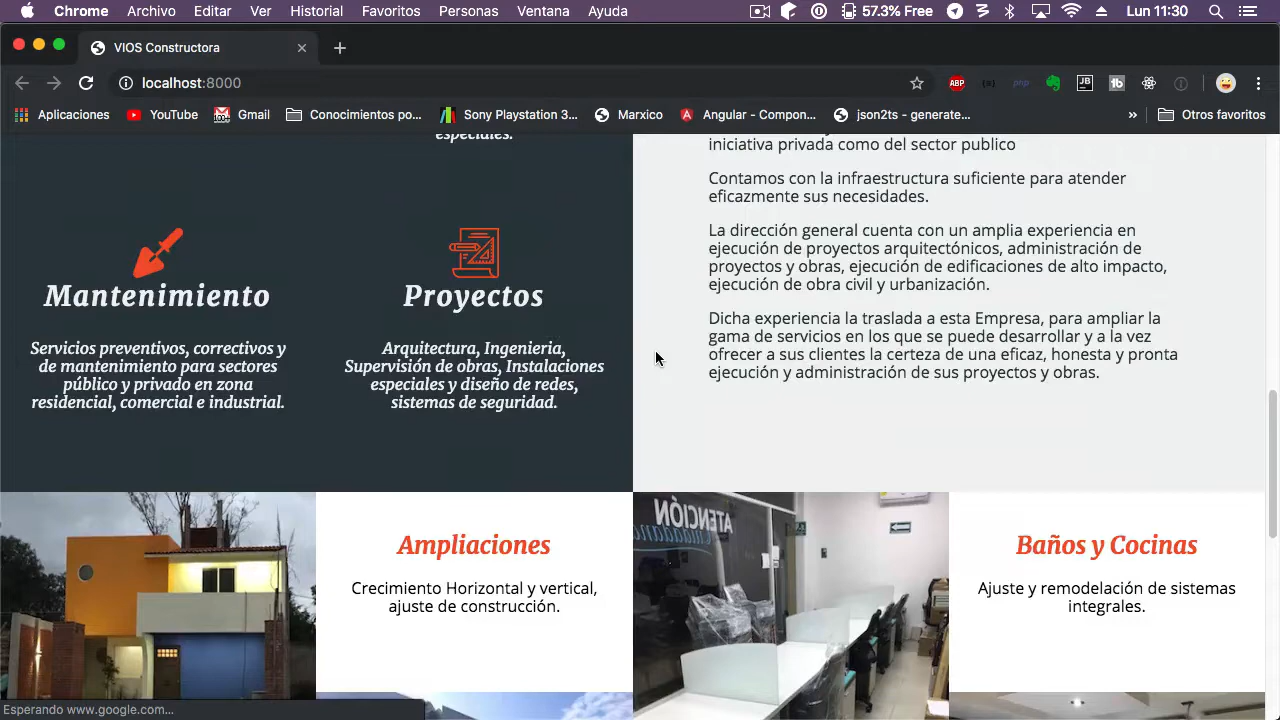 Chrome Archivo Editar Ver Historial Favoritos Personas Ventana Ayuda 57.3% Free Lun 11:30
VIOS Constructora
localhost:8000
ABP php JB tb
Aplicaciones YouTube Gmail Conocimientos po... Sony Playstation 3... Marxico Angular - Compon... json2ts - generate... » Otros favoritos
especiales.
Mantenimiento
Servicios preventivos, correctivos y
de mantenimiento para sectores
público y privado en zona
residencial, comercial e industrial.
Proyectos
Arquitectura, Ingenieria,
Supervisión de obras, Instalaciones
especiales y diseño de redes,
sistemas de seguridad.
iniciativa privada como del sector publico
Contamos con la infraestructura suficiente para atender
eficazmente sus necesidades.
La dirección general cuenta con un amplia experiencia en
ejecución de proyectos arquitectónicos, administración de
proyectos y obras, ejecución de edificaciones de alto impacto,
ejecución de obra civil y urbanización.
Dicha experiencia la traslada a esta Empresa, para ampliar la
gama de servicios en los que se puede desarrollar y a la vez
ofrecer a sus clientes la certeza de una eficaz, honesta y pronta
ejecución y administración de sus proyectos y obras.
Ampliaciones
Crecimiento Horizontal y vertical,
ajuste de construcción.
ATENCIÓN
Baños y Cocinas
Ajuste y remodelación de sistemas
integrales.
Esperando www.google.com...